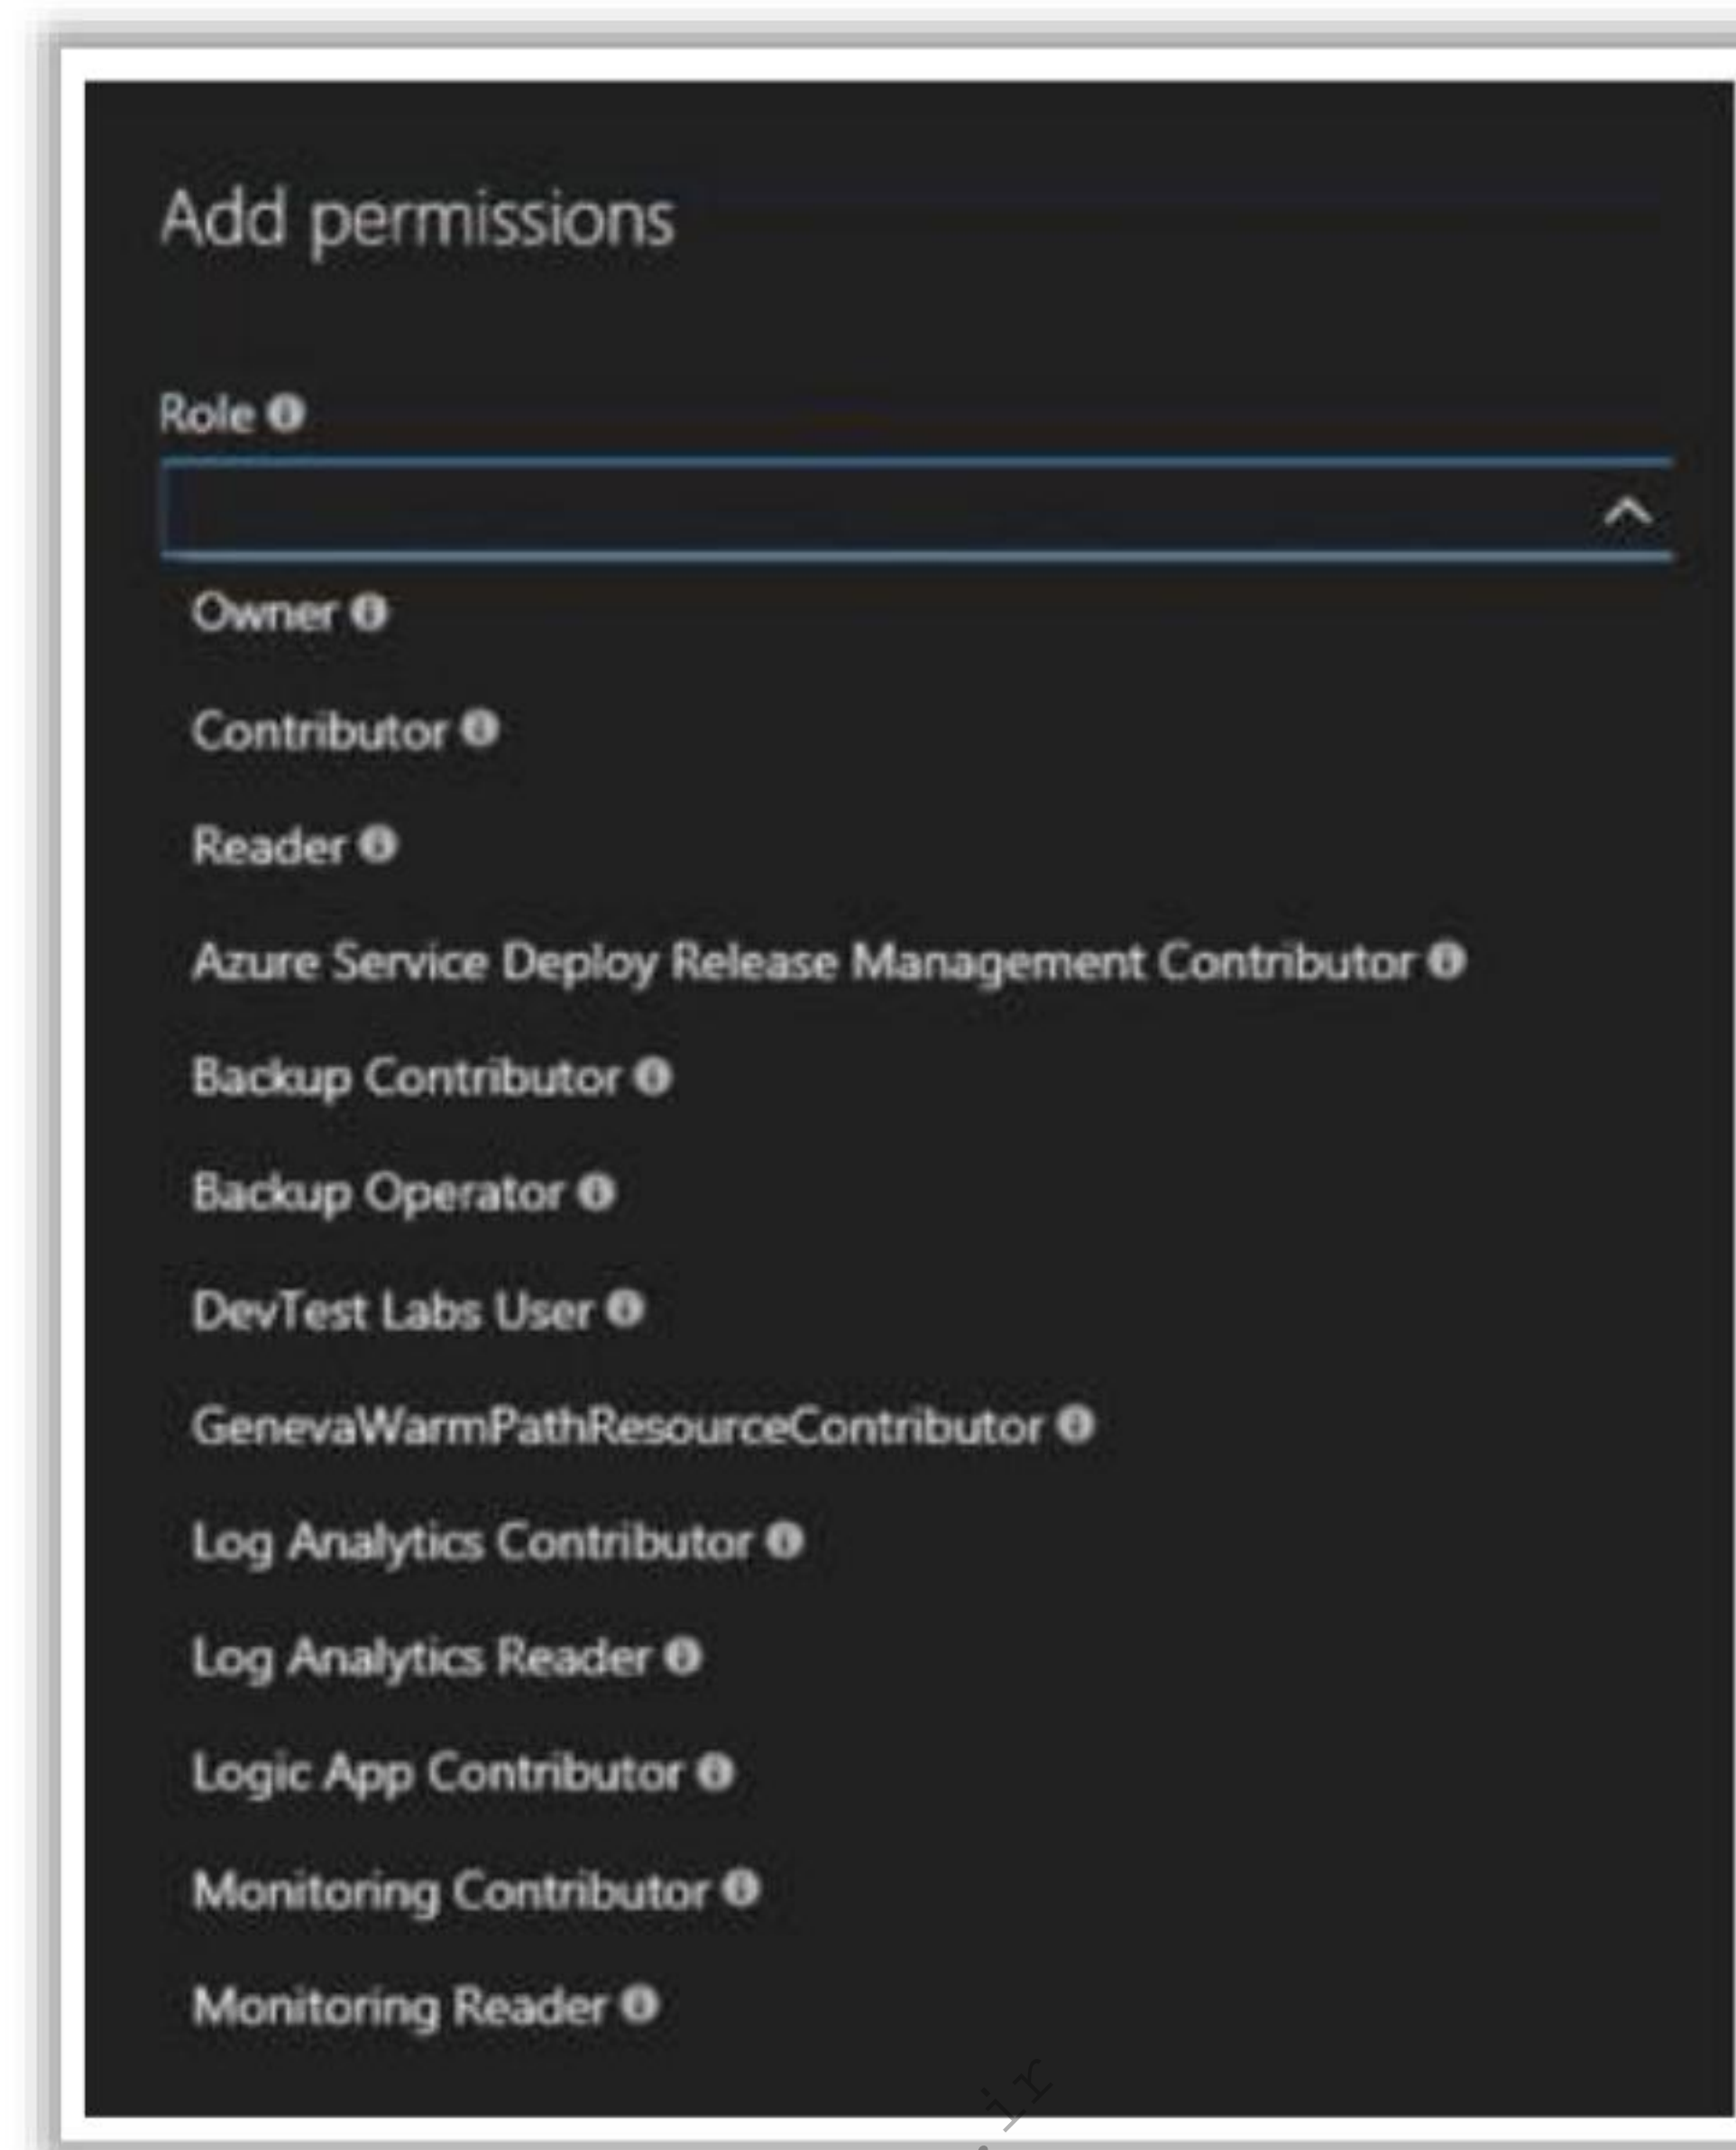 Add permissions
Role
Owner
Contributor
Reader
Azure Service Deploy Release Management Contributor
Backup Contributor
Backup Operator
DevTest Labs User
GenevaWarmPathResourceContributor
Log Analytics Contributor
Log Analytics Reader
Logic App Contributor
Monitoring Contributor
Monitoring Reader
.ir